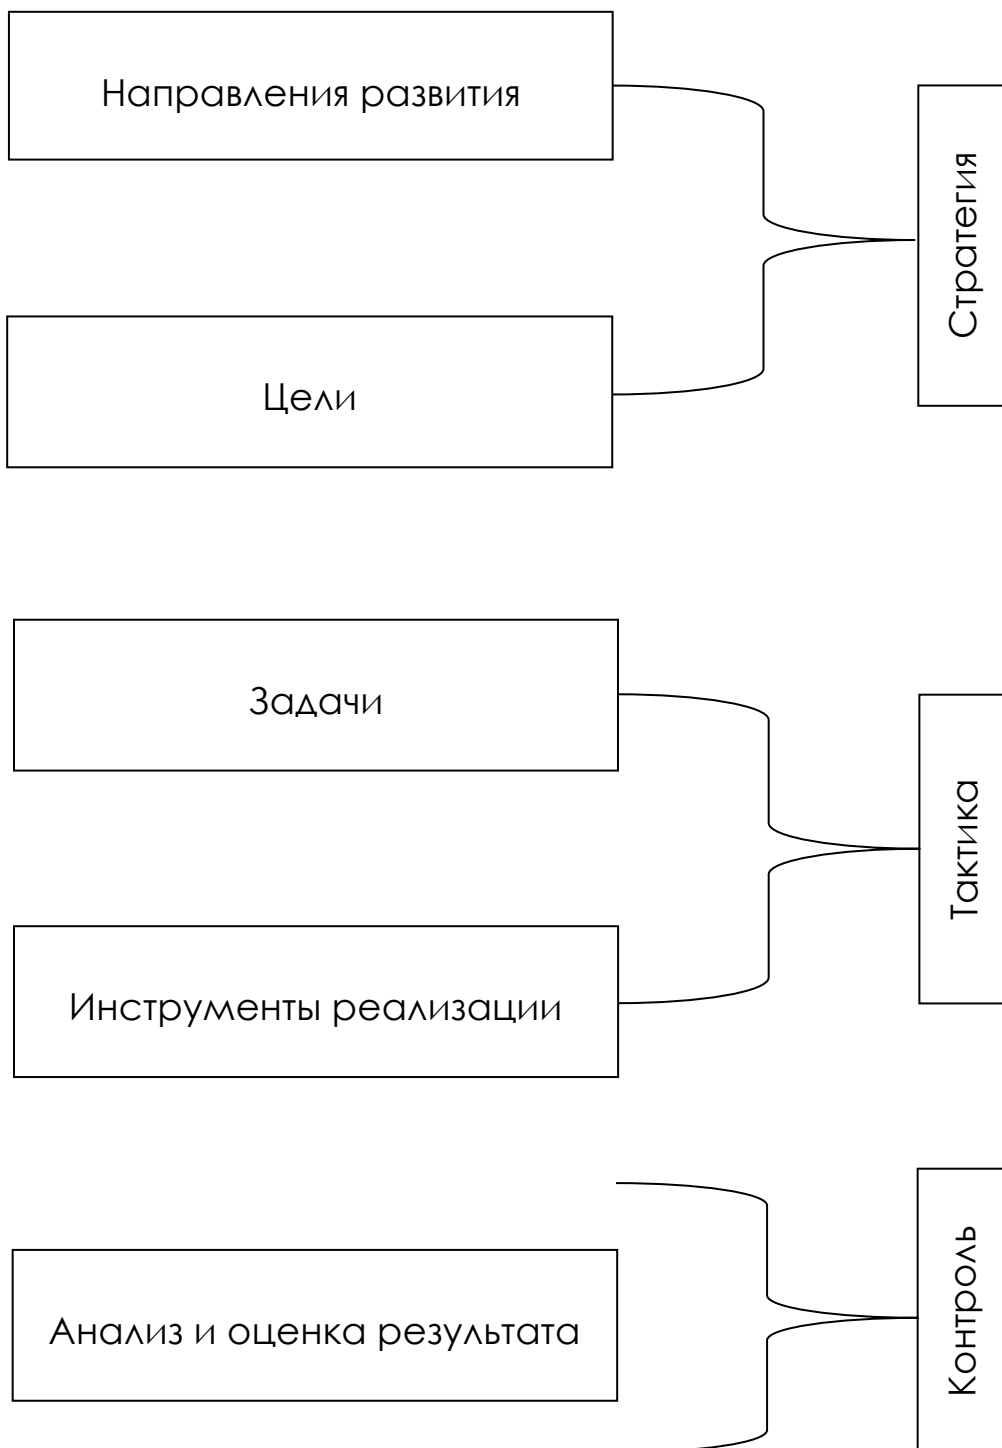 Направления развития
Стратегия
Цели
Задачи
Тактика
Инструменты реализации
Анализ и оценка результата
Контроль